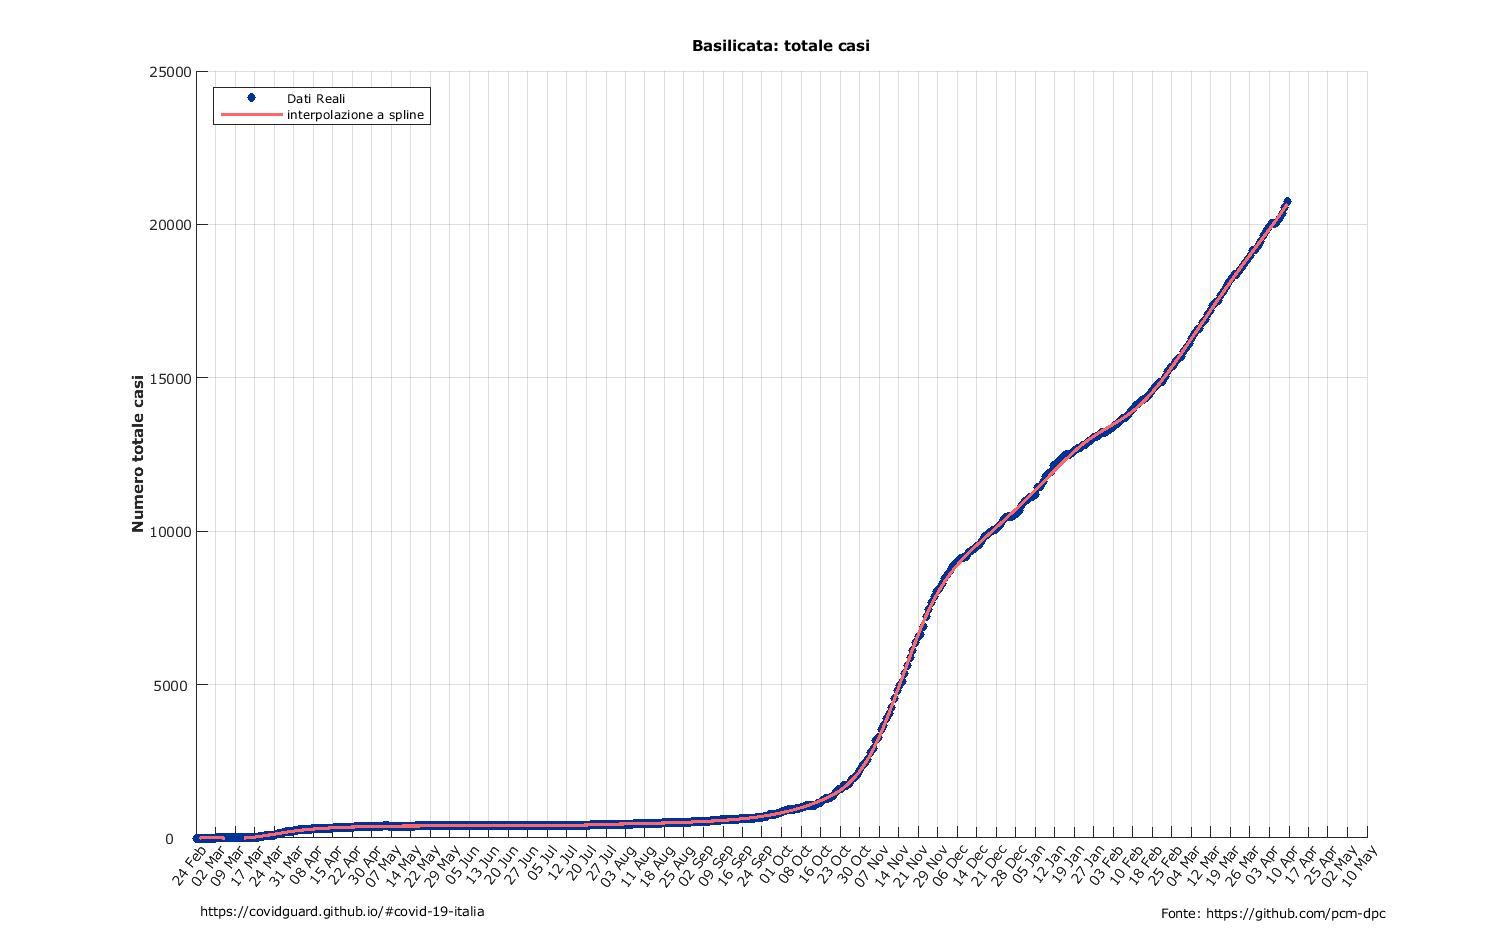 Basilicata: totale casi
25000
20000
15000
10000
5000
0
Numero totale casi
Dati Reali
interpolazione a spline
24 Feb
02 Mar
09 Mar
17 Mar
24 Mar
31 Mar
08 Apr
15 Apr
22 Apr
30 Apr
07 May
14 May
22 May
29 May
05 Jun
13 Jun
20 Jun
27 Jun
05 Jul
12 Jul
20 Jul
27 Jul
03 Aug
11 Aug
18 Aug
25 Aug
02 Sep
09 Sep
16 Sep
24 Sep
01 Oct
08 Oct
16 Oct
23 Oct
30 Oct
07 Nov
14 Nov
21 Nov
29 Nov
06 Dec
14 Dec
21 Dec
28 Dec
05 Jan
12 Jan
19 Jan
27 Jan
03 Feb
10 Feb
18 Feb
25 Feb
04 Mar
12 Mar
19 Mar
26 Mar
03 Apr
10 Apr
17 Apr
25 Apr
02 May
10 May
https://covidguard.github.io/#covid-19-italia
Fonte: https://github.com/pcm-dpc